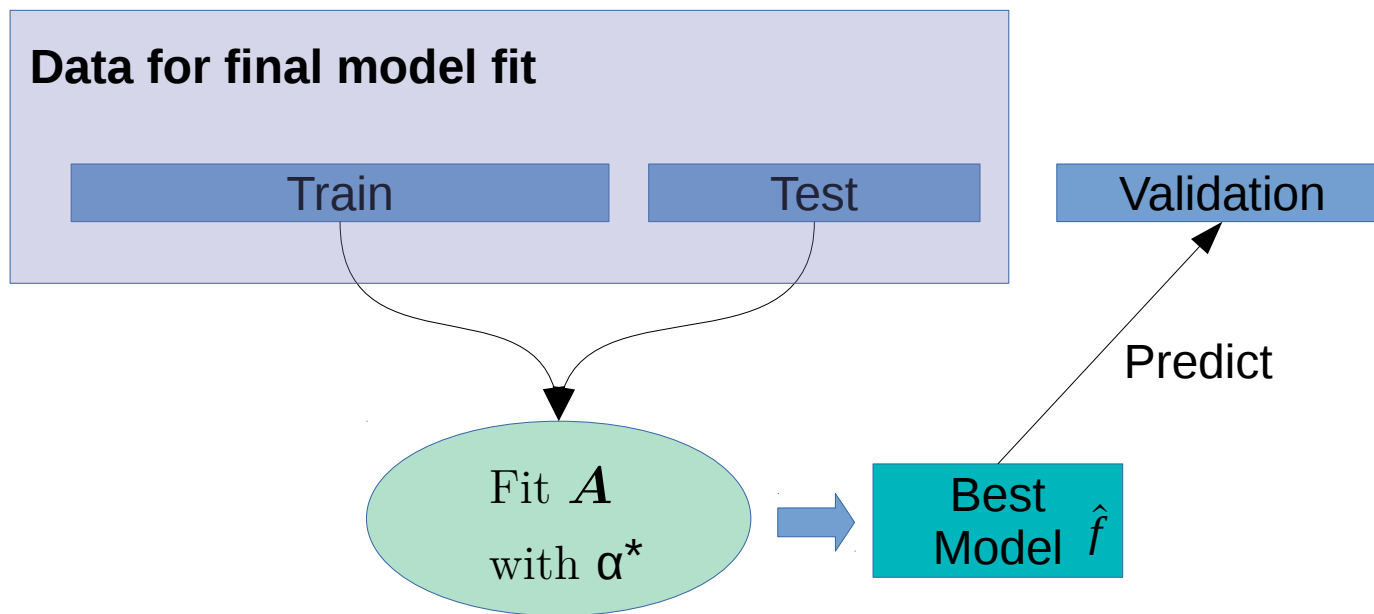 Data for final model fit
Train
Test
Validation
Predict
Fit A
with α*
Best
Model f̂